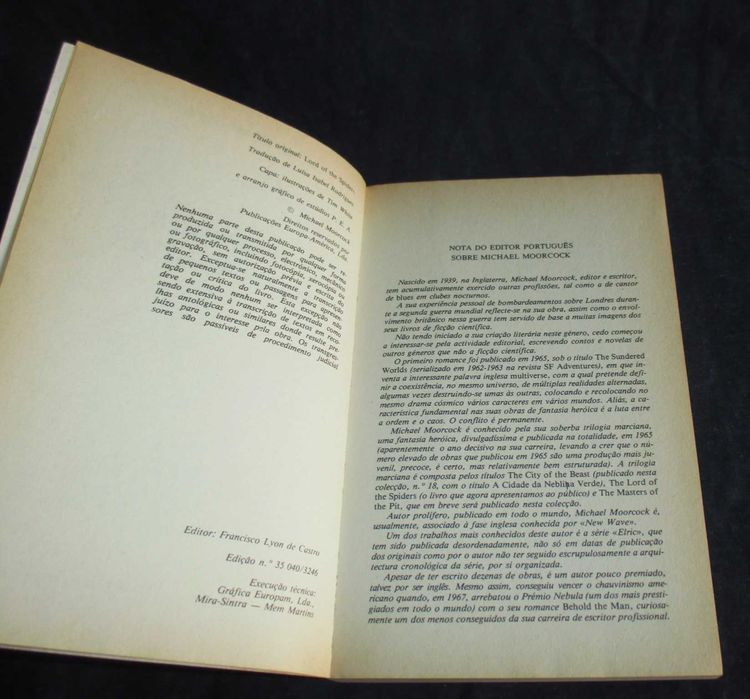 Título original: Lord of the Spiders
Tradução de Luísa Isabel Rodrigues
Capa: ilustrações de Tim White
e arranjo gráfico de estúdios P. E. A.
© Michael Moorcock
Direitos reservados por
Publicações Europa-América, Lda.
Nenhuma parte desta publicação pode ser re-
produzida ou transmitida por qualquer forma
ou por qualquer processo, electrónico, mecânico
ou fotográfico, incluindo fotocópia, xerocópia ou
gravação, sem autorização prévia e escrita do
editor. Exceptua-se naturalmente a transcrição
de pequenos textos ou passagens para apresen-
tação ou crítica do livro. Esta excepção não
deve de modo nenhum ser interpretada como
sendo extensiva à transcrição de textos em reco-
lhas antológicas ou similares donde resulte pre-
juízo para o interesse pela obra. Os transgres-
sores são passíveis de procedimento judicial
Editor: Francisco Lyon de Castro
Edição n.º 35 040/3246
Execução técnica:
Gráfica Europam, Lda.,
Mira-Sintra — Mem Martins
NOTA DO EDITOR PORTUGUÊS
SOBRE MICHAEL MOORCOCK
Nascido em 1939, na Inglaterra, Michael Moorcock, editor e escritor,
tem acumulativamente exercido outras profissões, tal como a de cantor
de blues em clubes nocturnos.
A sua experiência pessoal de bombardeamentos sobre Londres duran-
te a segunda guerra mundial reflecte-se na sua obra, assim como o envol-
vimento britânico nessa guerra tem servido de base a muitas imagens dos
seus livros de ficção científica.
Não tendo iniciado a sua criação literária neste género, cedo começou
a interessar-se pela actividade editorial, escrevendo contos e novelas de
outros géneros que não a ficção científica.
O primeiro romance foi publicado em 1965, sob o título The Sundered
Worlds (serializado em 1962-1963 na revista SF Adventures), em que in-
venta a interessante palavra inglesa multiverse, com a qual pretende defi-
nir a coexistência, no mesmo universo, de múltiplas realidades alternadas,
algumas vezes destruindo-se umas às outras, colocando e recolocando no
mesmo drama cósmico vários caracteres em vários mundos. Aliás, a ca-
racterística fundamental nas suas obras de fantasia heróica é a luta entre
a ordem e o caos. O conflito é permanente.
Michael Moorcock é conhecido pela sua soberba trilogia marciana,
uma fantasia heróica, divulgadíssima e publicada na totalidade, em 1965
(aparentemente o ano decisivo na sua carreira, levando a crer que o nú-
mero elevado de obras que publicou em 1965 são uma produção mais ju-
venil, precoce, é certo, mas relativamente bem estruturada). A trilogia
marciana é composta pelos títulos The City of the Beast (publicada nesta
colecção, n.º 18, com o título A Cidade da Neblina Verde), The Lord of
the Spiders (o livro que agora apresentamos ao público) e The Masters of
the Pit, que em breve será publicado nesta colecção.
Autor prolífero, publicado em todo o mundo, Michael Moorcock é,
usualmente, associado à fase inglesa conhecida por «New Wave».
Um dos trabalhos mais conhecidos deste autor é a série «Elric», que
tem sido publicada desordenadamente, não só em datas de publicação
dos originais como por o autor não ter seguido escrupulosamente a arqui-
tectura cronológica da série, por si organizada.
Apesar de ter escrito dezenas de obras, é um autor pouco premiado,
talvez por ser inglês. Mesmo assim, conseguiu vencer o chauvinismo ame-
ricano quando, em 1967, arrebatou o Prémio Nebula (um dos mais presti-
giados em todo o mundo) com o seu romance Behold the Man, curiosa-
mente um dos menos conseguidos da sua carreira de escritor profissional.